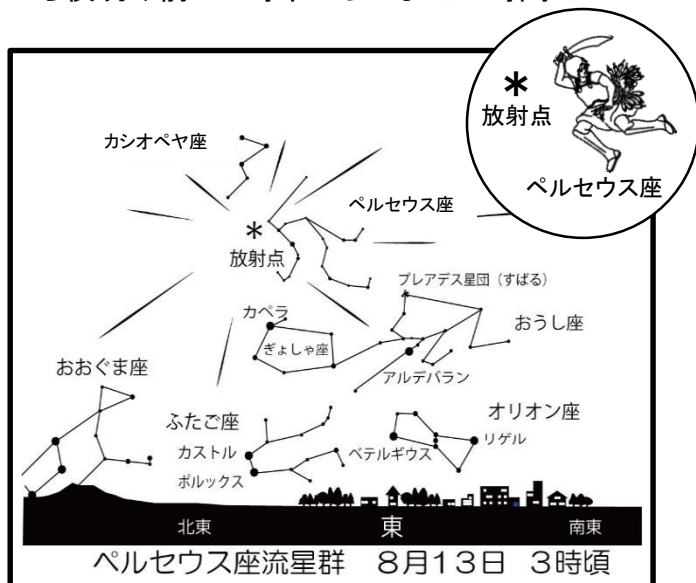 放射点
ペルセウス座
カシオペヤ座
ペルセウス座
放射点
プレアデス星団（すばる）
カペラ
おうし座
ぎょしゃ座
おおぐま座
アルデバラン
ふたご座
オリオン座
カストル
リゲル
ベテルギウス
ポルックス
北東
東
南東
ペルセウス座流星群 8月13日 3時頃